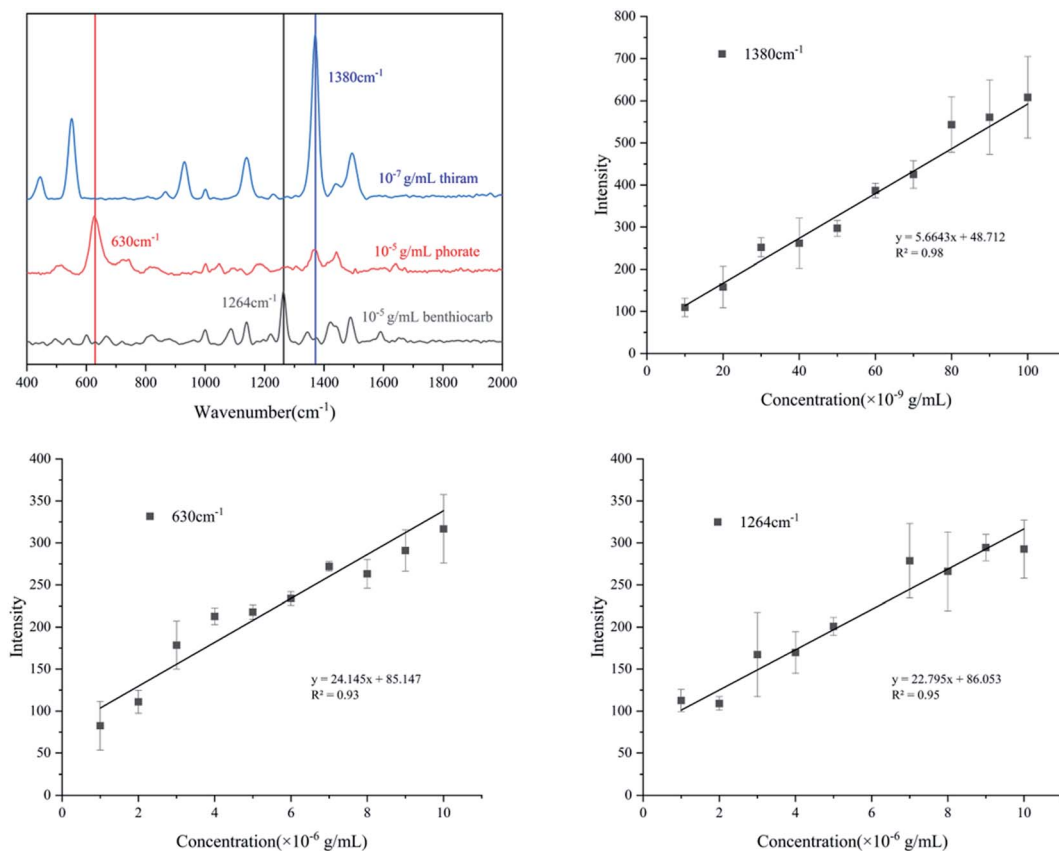 1380cm-1
10-7 g/mL thiram
630cm-1
10-5 g/mL phorate
1264cm-1
10-5 g/mL benthiocarb
400 600 800 1000 1200 1400 1600 1800 2000
Wavenumber(cm-1)
800
700
600
500
400
300
200
100
0
Intensity
1380cm-1
y = 5.6643x + 48.712
R² = 0.98
0 20 40 60 80 100
Concentration(×10-9 g/mL)
400
350
300
250
200
150
100
50
0
Intensity
630cm-1
y = 24.145x + 85.147
R² = 0.93
0 2 4 6 8 10
Concentration(×10-6 g/mL)
400
350
300
250
200
150
100
50
0
Intensity
1264cm-1
y = 22.795x + 86.053
R² = 0.95
0 2 4 6 8 10
Concentration(×10-6 g/mL)